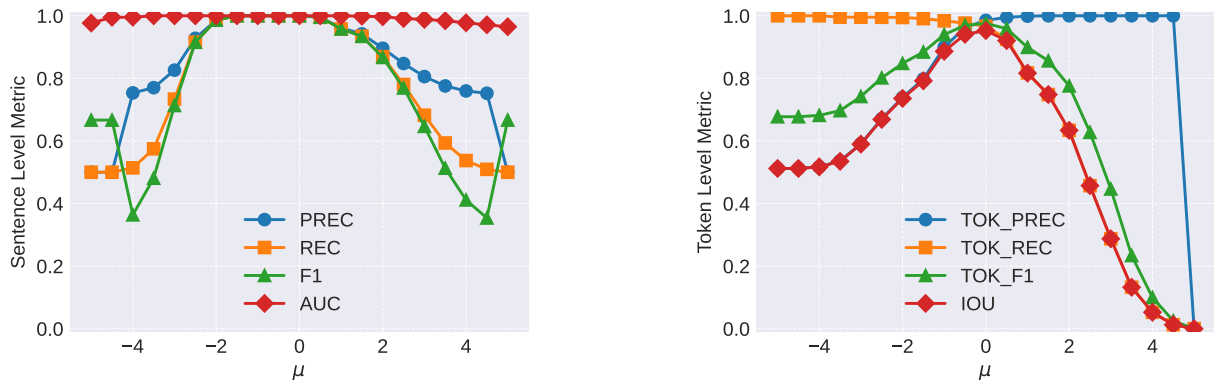 Sentence Level Metric
1.0
0.8
0.6
0.4
0.2
0.0
−4
−2
0
2
4
μ
PREC
REC
F1
AUC
Token Level Metric
1.0
0.8
0.6
0.4
0.2
0.0
−4
−2
0
2
4
μ
TOK_PREC
TOK_REC
TOK_F1
IOU